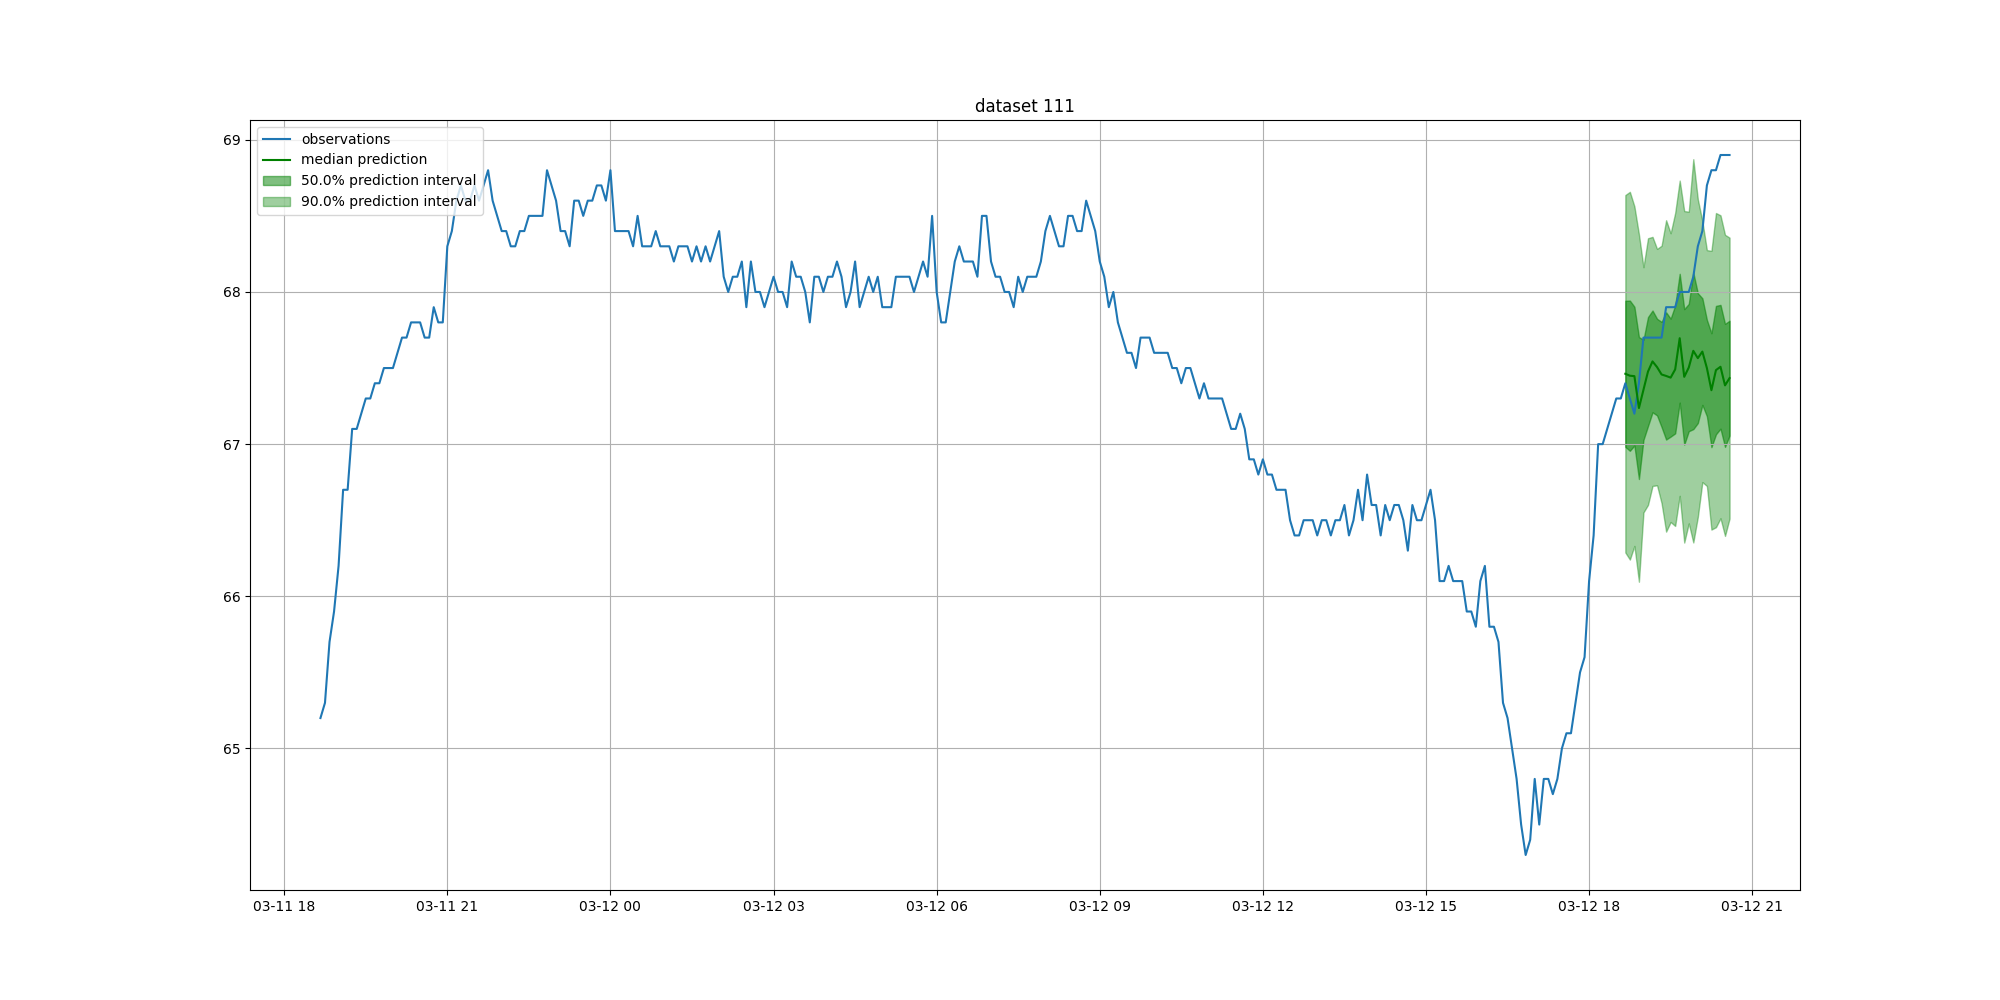 dataset 111
observations
median prediction
50.0% prediction interval
90.0% prediction interval
69
68
67
66
65
03-11 18 03-11 21 03-12 00 03-12 03 03-12 06 03-12 09 03-12 12 03-12 15 03-12 18 03-12 21